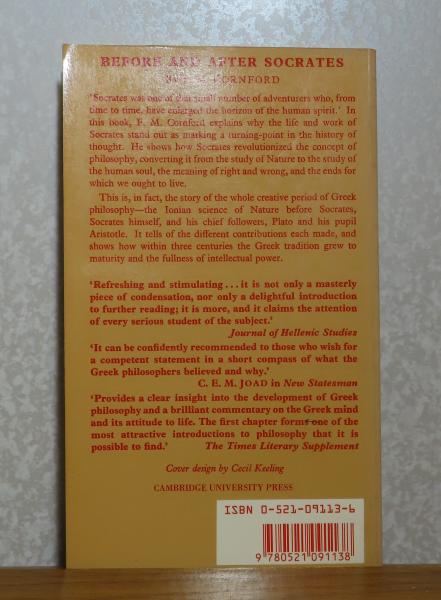 BEFORE AND AFTER SOCRATES
BY F. M. CORNFORD
'Socrates was one of that small number of adventurers who, from
time to time, have enlarged the horizon of the human spirit.' In
this book, F. M. Cornford explains why the life and work of
Socrates stand out as marking a turning-point in the history of
thought. He shows how Socrates revolutionized the concept of
philosophy, converting it from the study of Nature to the study of
the human soul, the meaning of right and wrong, and the ends for
which we ought to live.
This is, in fact, the story of the whole creative period of Greek
philosophy—the Ionian science of Nature before Socrates,
Socrates himself, and his chief followers, Plato and his pupil
Aristotle. It tells of the different contributions each made, and
shows how within three centuries the Greek tradition grew to
maturity and the fullness of intellectual power.
'Refreshing and stimulating . . . it is not only a masterly
piece of condensation, nor only a delightful introduction
to further reading; it is more, and it claims the attention
of every serious student of the subject.'
Journal of Hellenic Studies
'It can be confidently recommended to those who wish for
a competent statement in a short compass of what the
Greek philosophers believed and why.'
C. E. M. JOAD in New Statesman
'Provides a clear insight into the development of Greek
philosophy and a brilliant commentary on the Greek mind
and its attitude to life. The first chapter forms one of the
most attractive introductions to philosophy that it is
possible to find.' The Times Literary Supplement
Cover design by Cecil Keeling
CAMBRIDGE UNIVERSITY PRESS
ISBN 0-521-09113-6
9 780521 091138